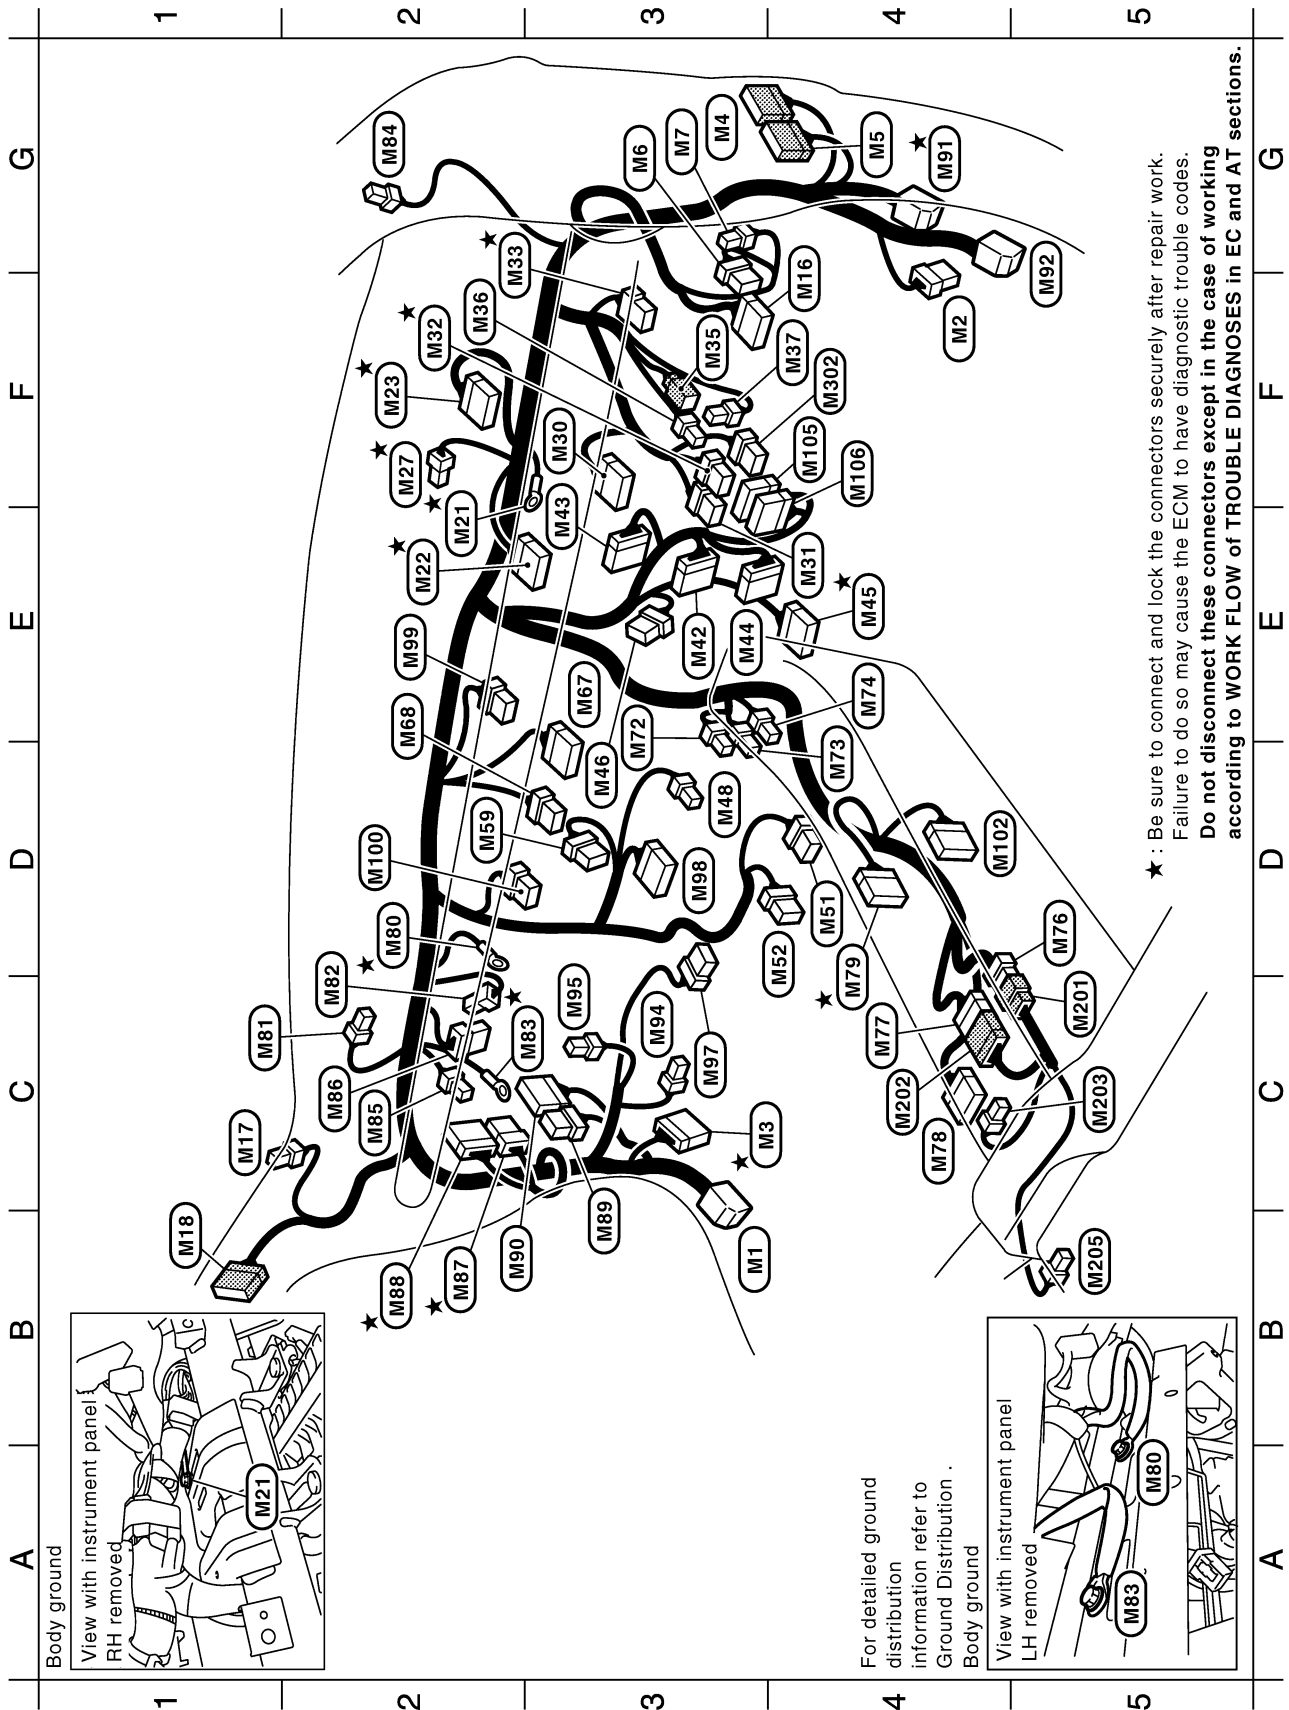 A
B
C
D
E
F
G
1
2
3
4
5
Body ground
View with instrument panel
RH removed
M21
M18
M17
M81
M82
M80
M100
M59
M68
M99
M22
M21
M27
M23
M32
M36
M33
M84
M86
M85
M83
M88
M87
M90
M89
M95
M94
M97
M3
M1
M98
M48
M52
M51
M46
M67
M72
M73
M74
M43
M30
M42
M44
M45
M31
M106
M105
M302
M37
M35
M16
M6
M7
M4
M5
M91
M92
M2
M79
M102
M77
M76
M201
M202
M78
M203
M205
For detailed ground
distribution
information refer to
Ground Distribution .
Body ground
View with instrument panel
LH removed
M83
M80
★ : Be sure to connect and lock the connectors securely after repair work.
Failure to do so may cause the ECM to have diagnostic trouble codes.
Do not disconnect these connectors except in the case of working
according to WORK FLOW of TROUBLE DIAGNOSES in EC and AT sections.
A
B
C
D
E
F
G
1
2
3
4
5